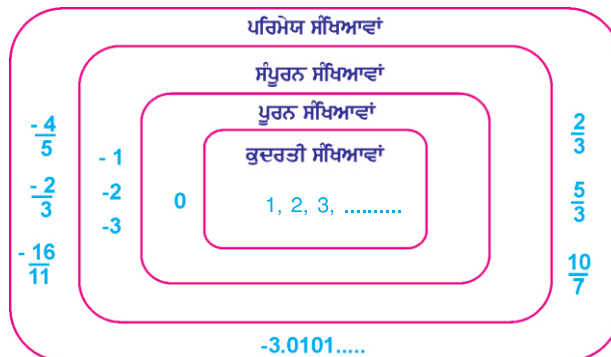 ਪਰਿਮੇਯ ਸੰਖਿਆਵਾਂ
ਸੰਪੂਰਨ ਸੰਖਿਆਵਾਂ
ਪੂਰਨ ਸੰਖਿਆਵਾਂ
ਕੁਦਰਤੀ ਸੰਖਿਆਵਾਂ
-4/5
-2/3
-16/11
-1
-2
-3
0
1, 2, 3, ..........
2/3
5/3
10/7
-3.0101.....